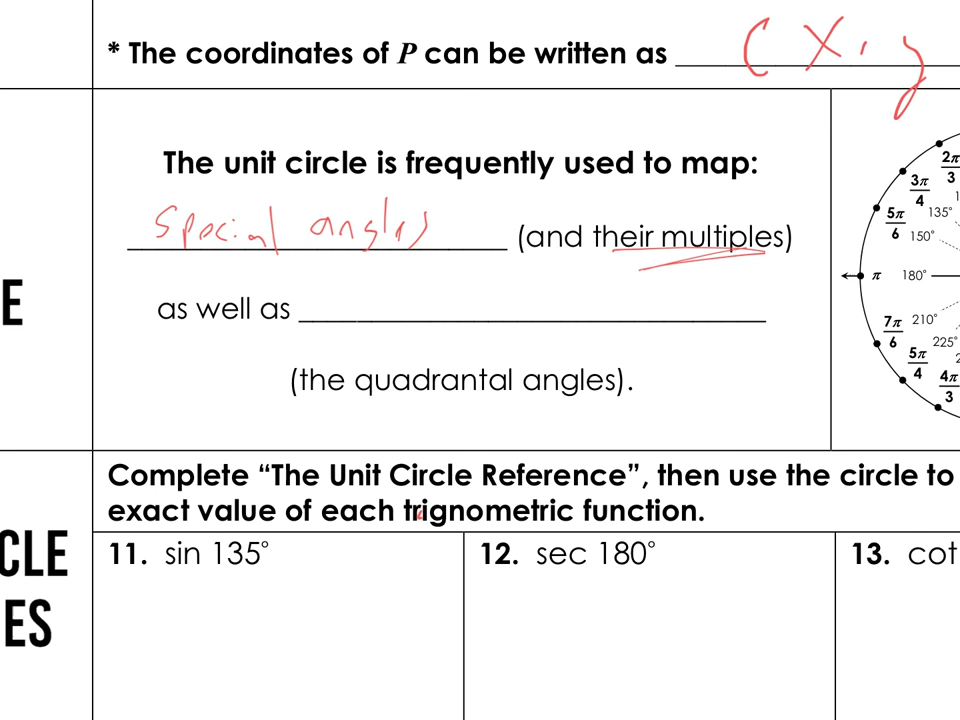 * The coordinates of P can be written as ____________ (x, y
The unit circle is frequently used to map:
special angles (and their multiples)
as well as ______________________________
(the quadrantal angles).
E
2π/3
3π/4
5π/6
135°
150°
π 180°
7π/6
210°
5π/4
225°
4π/3
Complete “The Unit Circle Reference”, then use the circle to
exact value of each trignometric function.
CLE
ES
11. sin 135°
12. sec 180°
13. cot